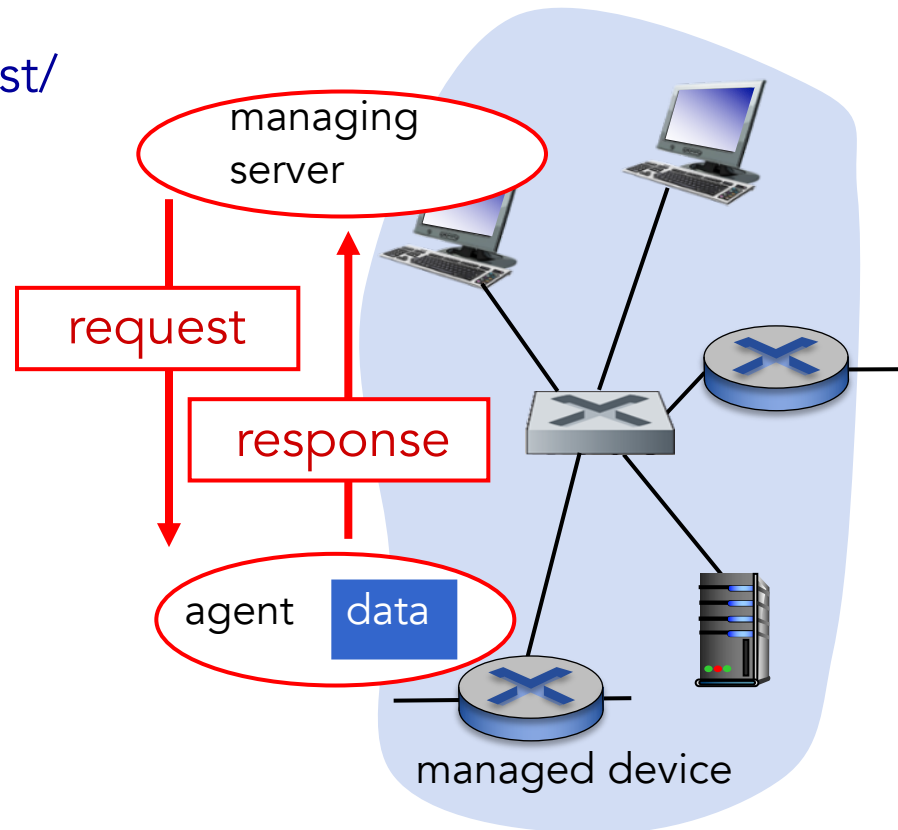 st/
managing
server
request
response
agent data
managed device